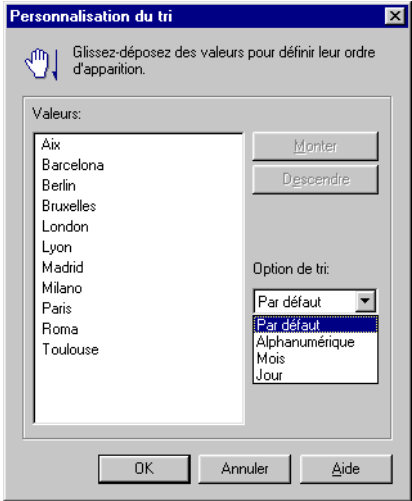 Personnalisation du tri
Glissez-déposez des valeurs pour définir leur ordre
d'apparition.
Valeurs:
Aix
Barcelona
Berlin
Bruxelles
London
Lyon
Madrid
Milano
Paris
Roma
Toulouse
Monter
Descendre
Option de tri:
Par défaut
Par défaut
Alphanumérique
Mois
Jour
OK
Annuler
Aide